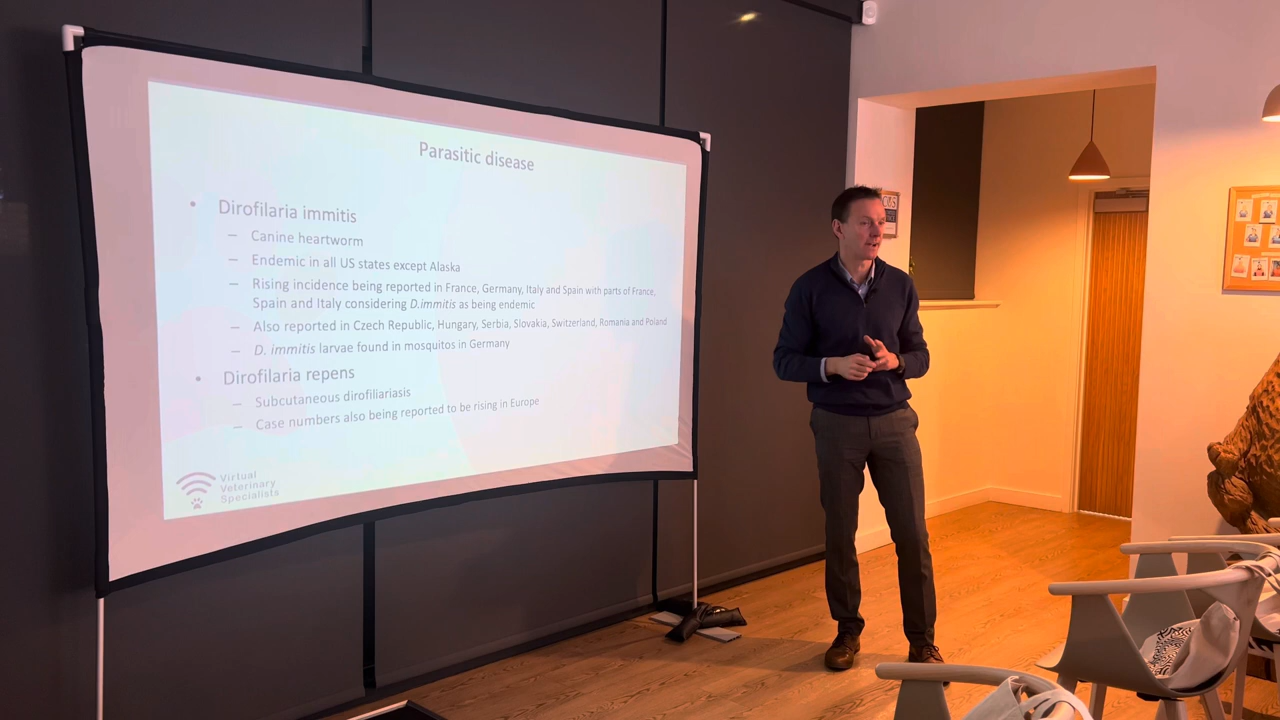 Parasitic disease
• Dirofilaria immitis
– Canine heartworm
– Endemic in all US states except Alaska
– Rising incidence being reported in France, Germany, Italy and Spain with parts of France,
Spain and Italy considering D.immitis as being endemic
– Also reported in Czech Republic, Hungary, Serbia, Slovakia, Switzerland, Romania and Poland
– D. immitis larvae found in mosquitos in Germany
• Dirofilaria repens
– Subcutaneous dirofiliariasis
– Case numbers also being reported to be rising in Europe
Virtual
Veterinary
Specialists